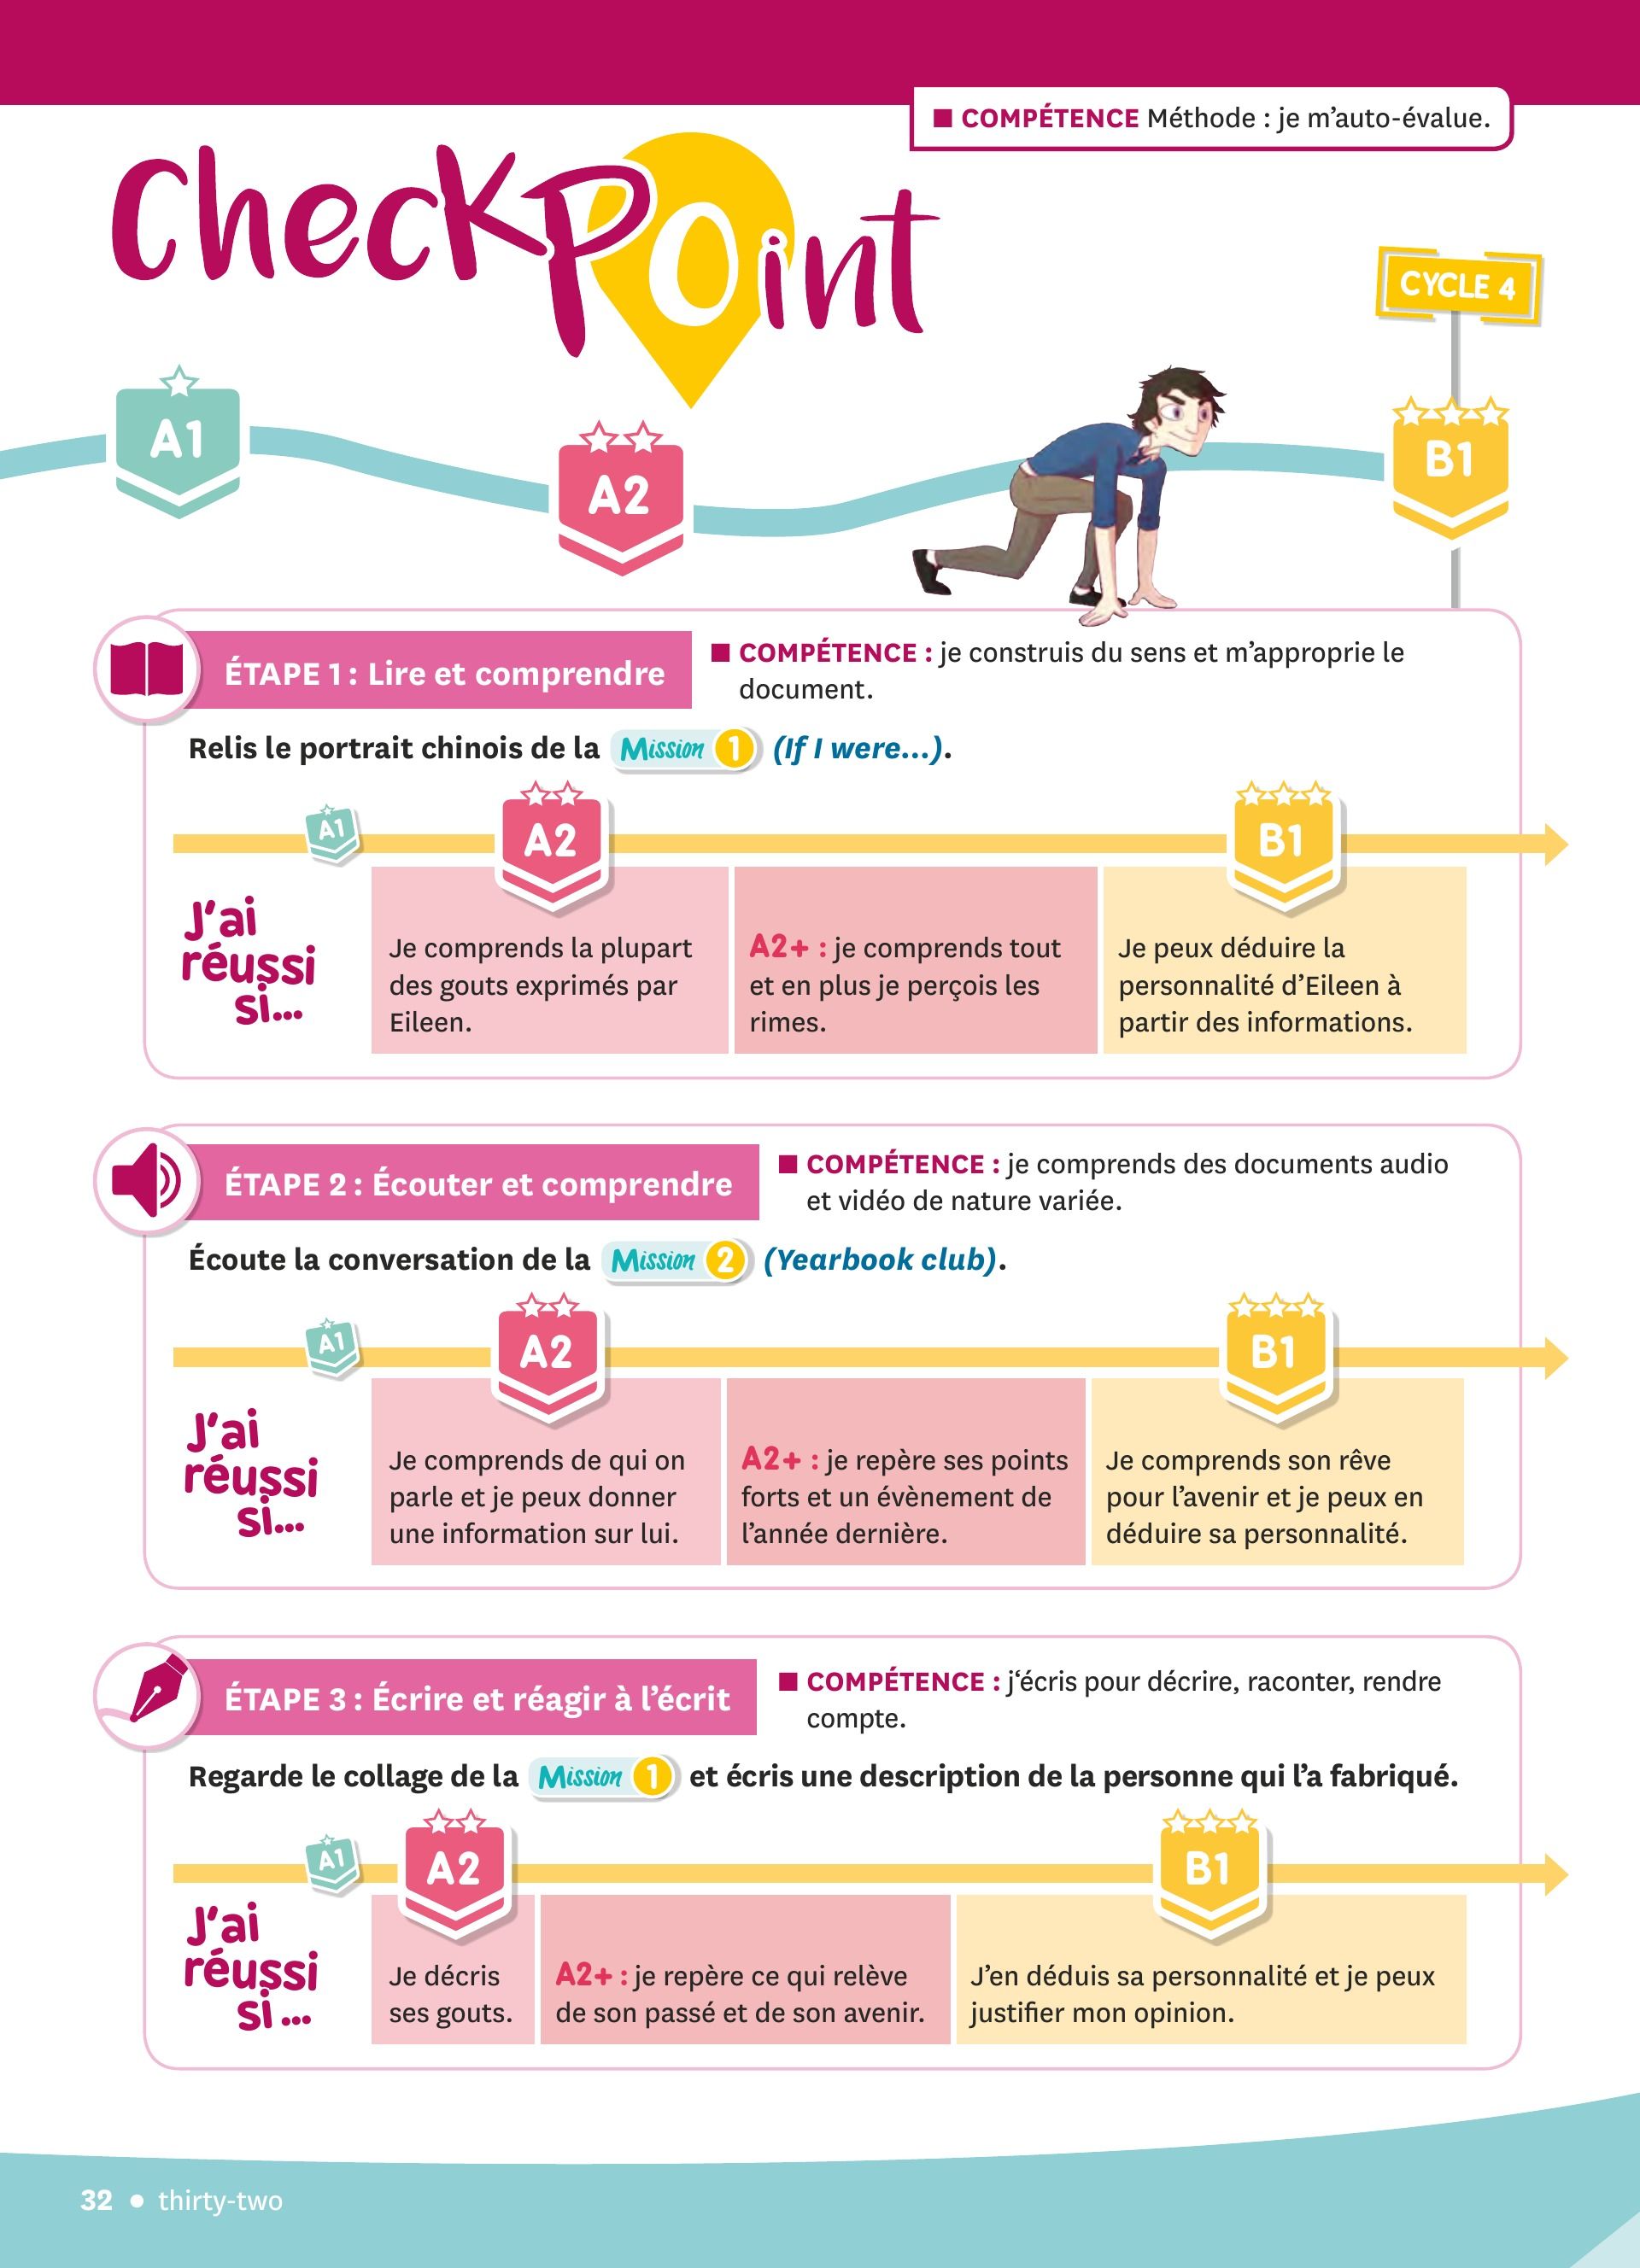 ■ COMPÉTENCE Méthode : je m’auto-évalue.
CheckPoint
CYCLE 4
A1
A2
B1
ÉTAPE 1 : Lire et comprendre
■ COMPÉTENCE : je construis du sens et m’approprie le
document.
Relis le portrait chinois de la Mission 1 (If I were…).
A1
A2
B1
J’ai
réussi
si…
Je comprends la plupart
des gouts exprimés par
Eileen.
A2+ : je comprends tout
et en plus je perçois les
rimes.
Je peux déduire la
personnalité d’Eileen à
partir des informations.
ÉTAPE 2 : Écouter et comprendre
■ COMPÉTENCE : je comprends des documents audio
et vidéo de nature variée.
Écoute la conversation de la Mission 2 (Yearbook club).
A1
A2
B1
J’ai
réussi
si…
Je comprends de qui on
parle et je peux donner
une information sur lui.
A2+ : je repère ses points
forts et un évènement de
l’année dernière.
Je comprends son rêve
pour l’avenir et je peux en
déduire sa personnalité.
ÉTAPE 3 : Écrire et réagir à l’écrit
■ COMPÉTENCE : j‘écris pour décrire, raconter, rendre
compte.
Regarde le collage de la Mission 1 et écris une description de la personne qui l’a fabriqué.
A1
A2
B1
J’ai
réussi
si …
Je décris
ses gouts.
A2+ : je repère ce qui relève
de son passé et de son avenir.
J’en déduis sa personnalité et je peux
justifier mon opinion.
32 • thirty-two